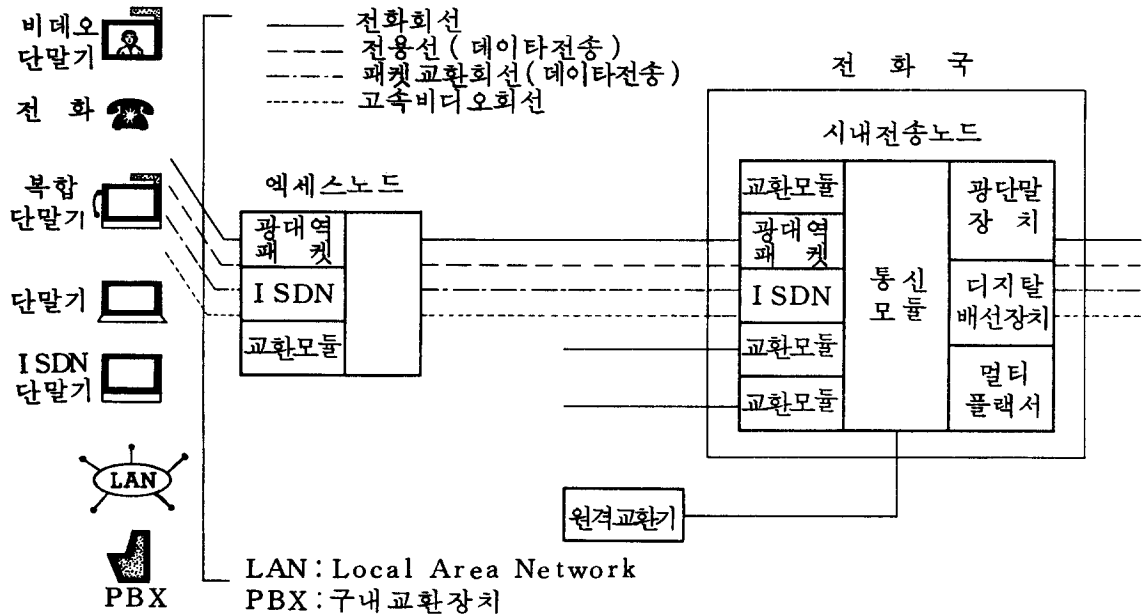 비데오
단말기
전 화
복합
단말기
단말기
ISDN
단말기
LAN
PBX
전화회선
전용선( 데이타전송)
패켓교환회선(데이타전송)
고속비디오회선
엑세스노드
광대역
패 켓
ISDN
교환모듈
전 화 국
시내전송노드
교환모듈
광대역
패 켓
ISDN
교환모듈
교환모듈
통신
모듈
광단말
장 치
디지탈
배선장치
멀티
플랙서
원격교환기
LAN:Local Area Network
PBX:구내교환장치